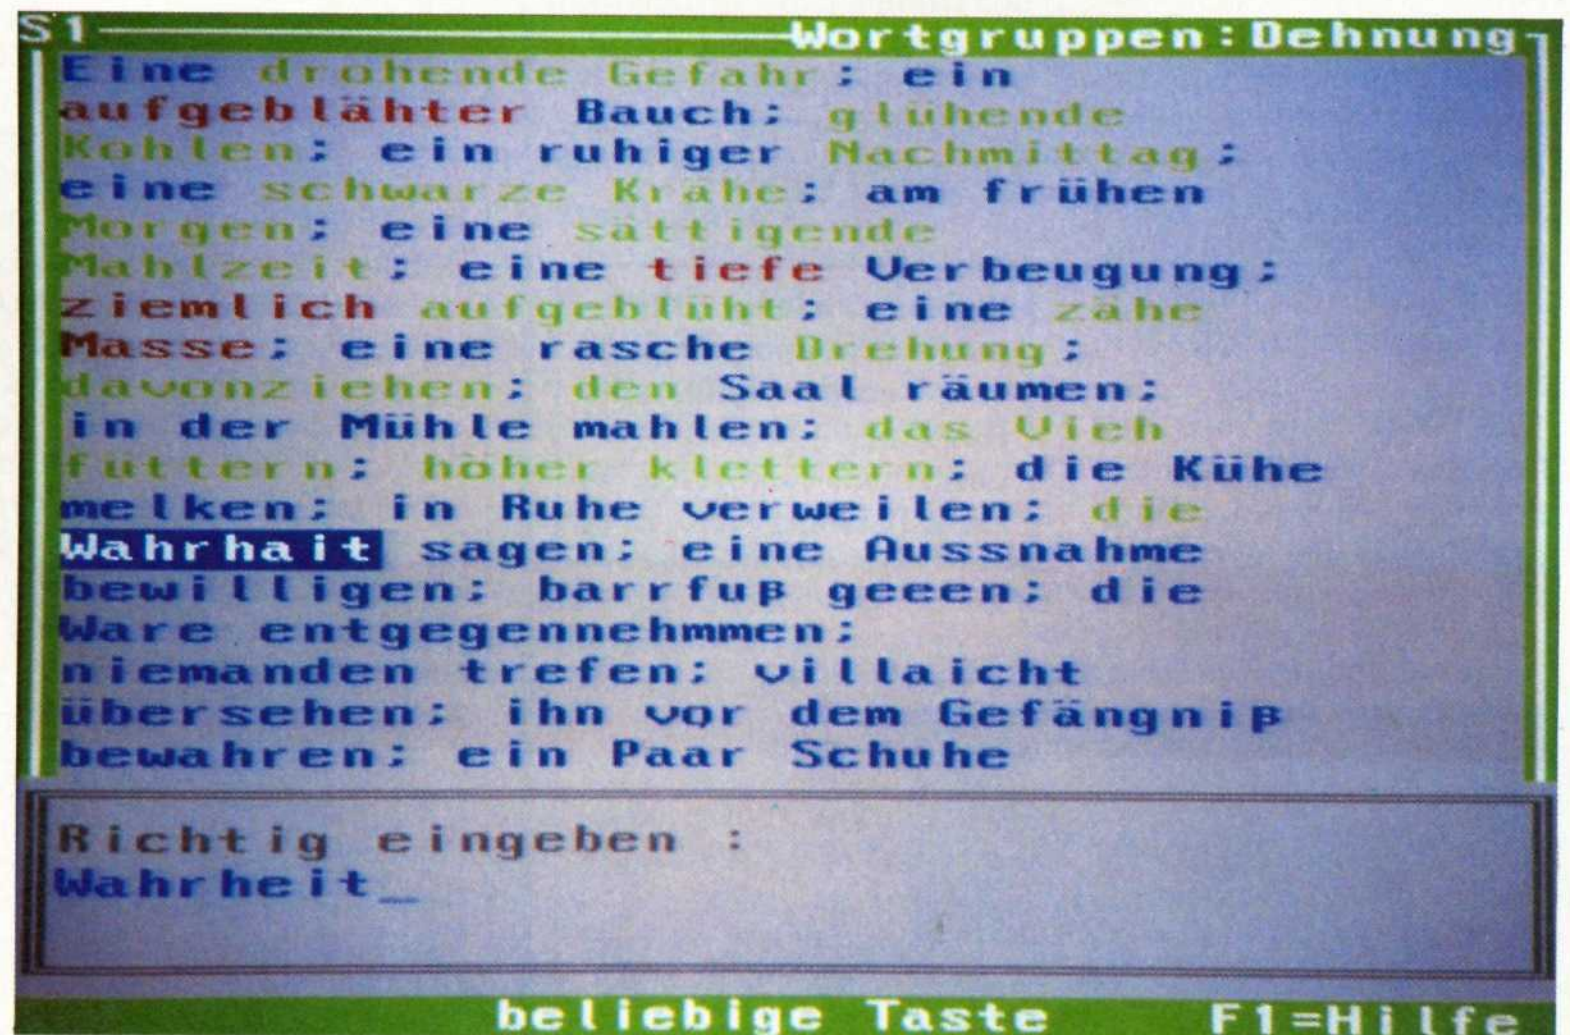 S1 Wortgruppen:Dehnung
Eine drohende Gefahr; ein
aufgeblähter Bauch; glühende
Kohlen; ein ruhiger Nachmittag;
eine schwarze Krähe; am frühen
Morgen; eine sättigende
Mahlzeit; eine tiefe Verbeugung;
ziemlich aufgeblüht; eine zähe
Masse; eine rasche Drehung;
davonziehen; den Saal räumen;
in der Mühle mahlen; das Vieh
füttern; höher klettern; die Kühe
melken; in Ruhe verweilen; die
Wahrhait sagen; eine Aussnahme
bewilligen; barrfuß geeen; die
Ware entgegennehmmen;
niemanden trefen; villaicht
übersehen; ihn vor dem Gefängniß
bewahren; ein Paar Schuhe
Richtig eingeben :
Wahrheit_
beliebige Taste F1=Hilfe